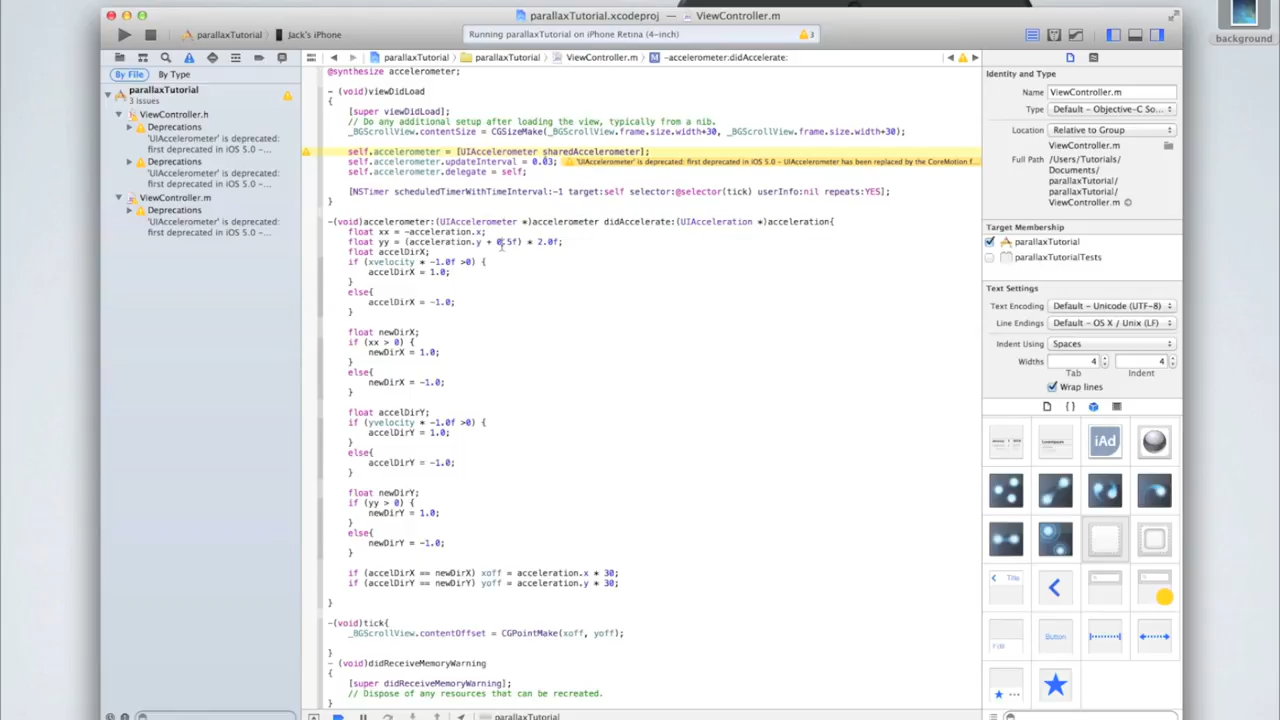 parallaxTutorial.xcodeproj — ViewController.m
background
parallaxTutorial Jack's iPhone
Running parallaxTutorial on iPhone Retina (4-inch) 3
parallaxTutorial parallaxTutorial ViewController.m M -accelerometer:didAccelerate:
By File By Type
parallaxTutorial
3 Issues
ViewController.h
Deprecations
'UIAccelerometer' is deprecated:
first deprecated in iOS 5.0 -...
Deprecations
'UIAccelerometer' is deprecated:
first deprecated in iOS 5.0 -...
ViewController.m
Deprecations
'UIAccelerometer' is deprecated:
first deprecated in iOS 5.0 -...
@synthesize accelerometer;
- (void)viewDidLoad
{
[super viewDidLoad];
// Do any additional setup after loading the view, typically from a nib.
_BGScrollView.contentSize = CGSizeMake(_BGScrollView.frame.size.width+30, _BGScrollView.frame.size.width+30);
self.accelerometer = [UIAccelerometer sharedAccelerometer];
self.accelerometer.updateInterval = 0.03; 'UIAccelerometer' is deprecated: first deprecated in iOS 5.0 - UIAccelerometer has been replaced by the CoreMotion f...
self.accelerometer.delegate = self;
[NSTimer scheduledTimerWithTimeInterval:-1 target:self selector:@selector(tick) userInfo:nil repeats:YES];
}
-(void)accelerometer:(UIAccelerometer *)accelerometer didAccelerate:(UIAcceleration *)acceleration{
float xx = -acceleration.x;
float yy = (acceleration.y + 0.5f) * 2.0f;
float accelDirX;
if (xvelocity * -1.0f >0) {
accelDirX = 1.0;
}
else{
accelDirX = -1.0;
}
float newDirX;
if (xx > 0) {
newDirX = 1.0;
}
else{
newDirX = -1.0;
}
float accelDirY;
if (yvelocity * -1.0f >0) {
accelDirY = 1.0;
}
else{
accelDirY = -1.0;
}
float newDirY;
if (yy > 0) {
newDirY = 1.0;
}
else{
newDirY = -1.0;
}
if (accelDirX == newDirX) xoff = acceleration.x * 30;
if (accelDirY == newDirY) yoff = acceleration.y * 30;
}
-(void)tick{
_BGScrollView.contentOffset = CGPointMake(xoff, yoff);
}
- (void)didReceiveMemoryWarning
{
[super didReceiveMemoryWarning];
// Dispose of any resources that can be recreated.
}
parallaxTutorial
Identity and Type
Name ViewController.m
Type Default - Objective-C So...
Location Relative to Group
ViewController.m
Full Path /Users/Tutorials/
Documents/
parallaxTutorial/
parallaxTutorial/
ViewController.m
Target Membership
parallaxTutorial
parallaxTutorialTests
Text Settings
Text Encoding Default - Unicode (UTF-8)
Line Endings Default - OS X / Unix (LF)
Indent Using Spaces
Widths 4 4
Tab Indent
Wrap lines
{ }
iAd
Title
Button